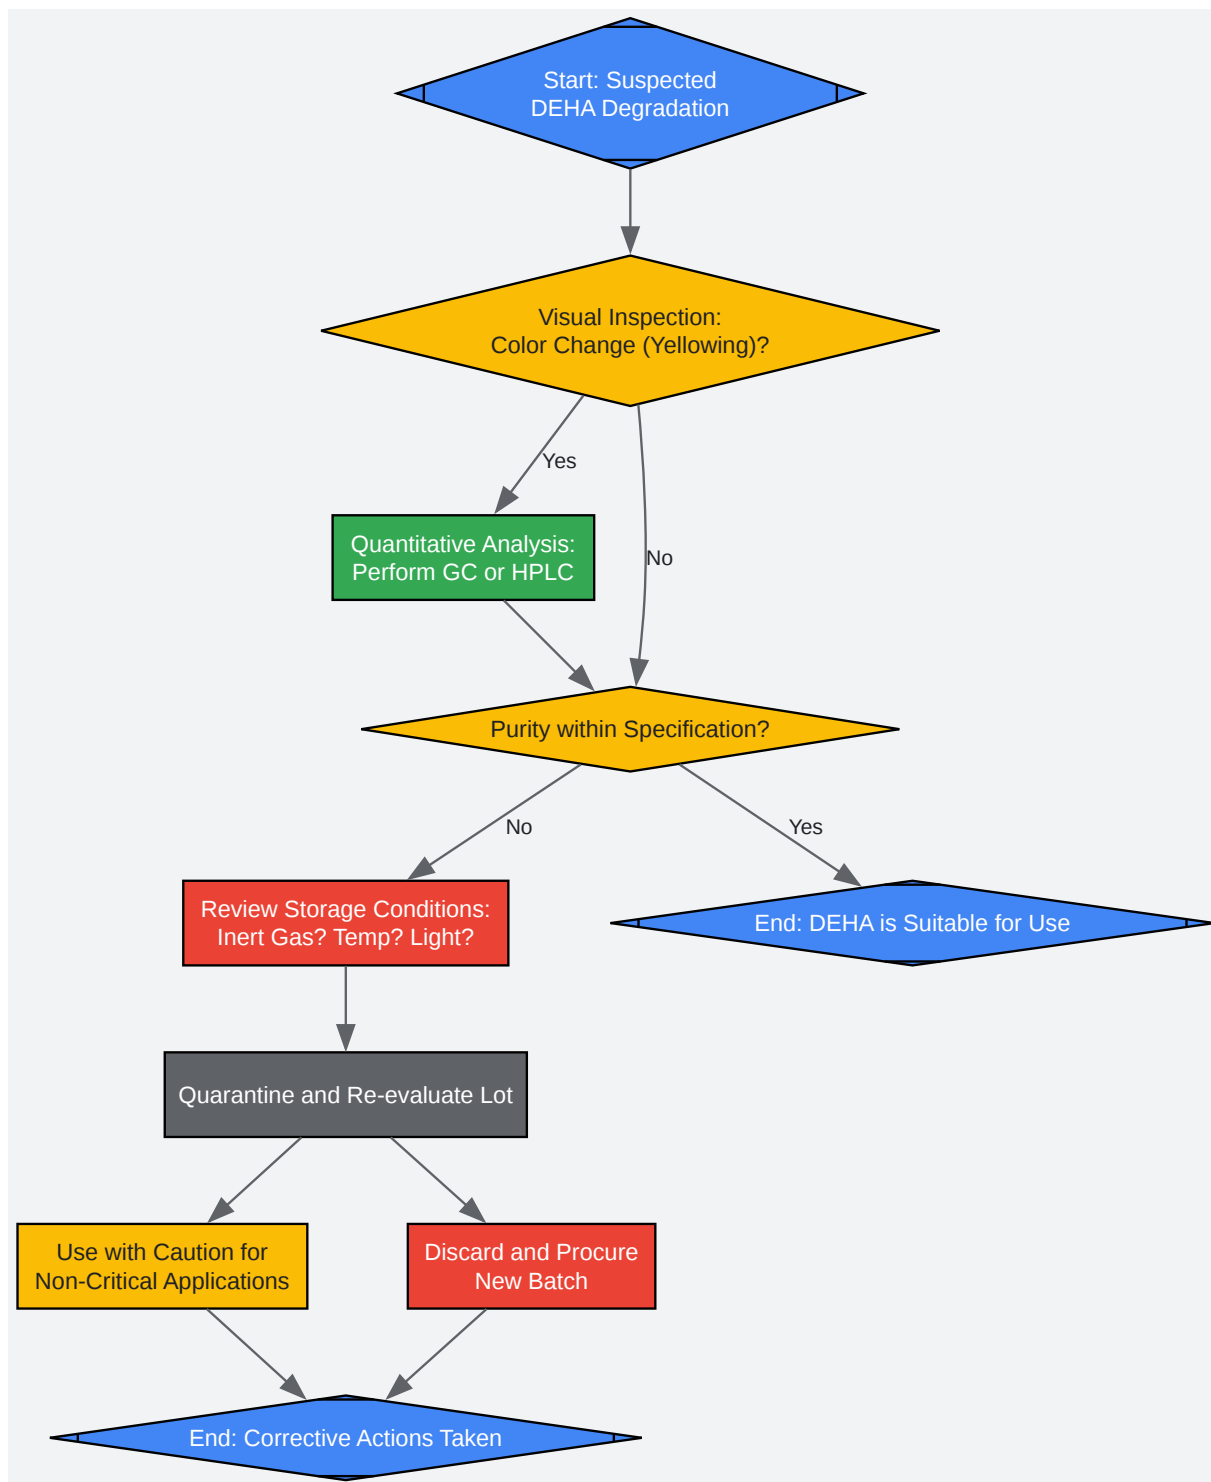 Start: Suspected
DEHA Degradation
Visual Inspection:
Color Change (Yellowing)?
Yes
Quantitative Analysis:
Perform GC or HPLC
No
Purity within Specification?
No
Yes
Review Storage Conditions:
Inert Gas? Temp? Light?
End: DEHA is Suitable for Use
Quarantine and Re-evaluate Lot
Use with Caution for
Non-Critical Applications
Discard and Procure
New Batch
End: Corrective Actions Taken